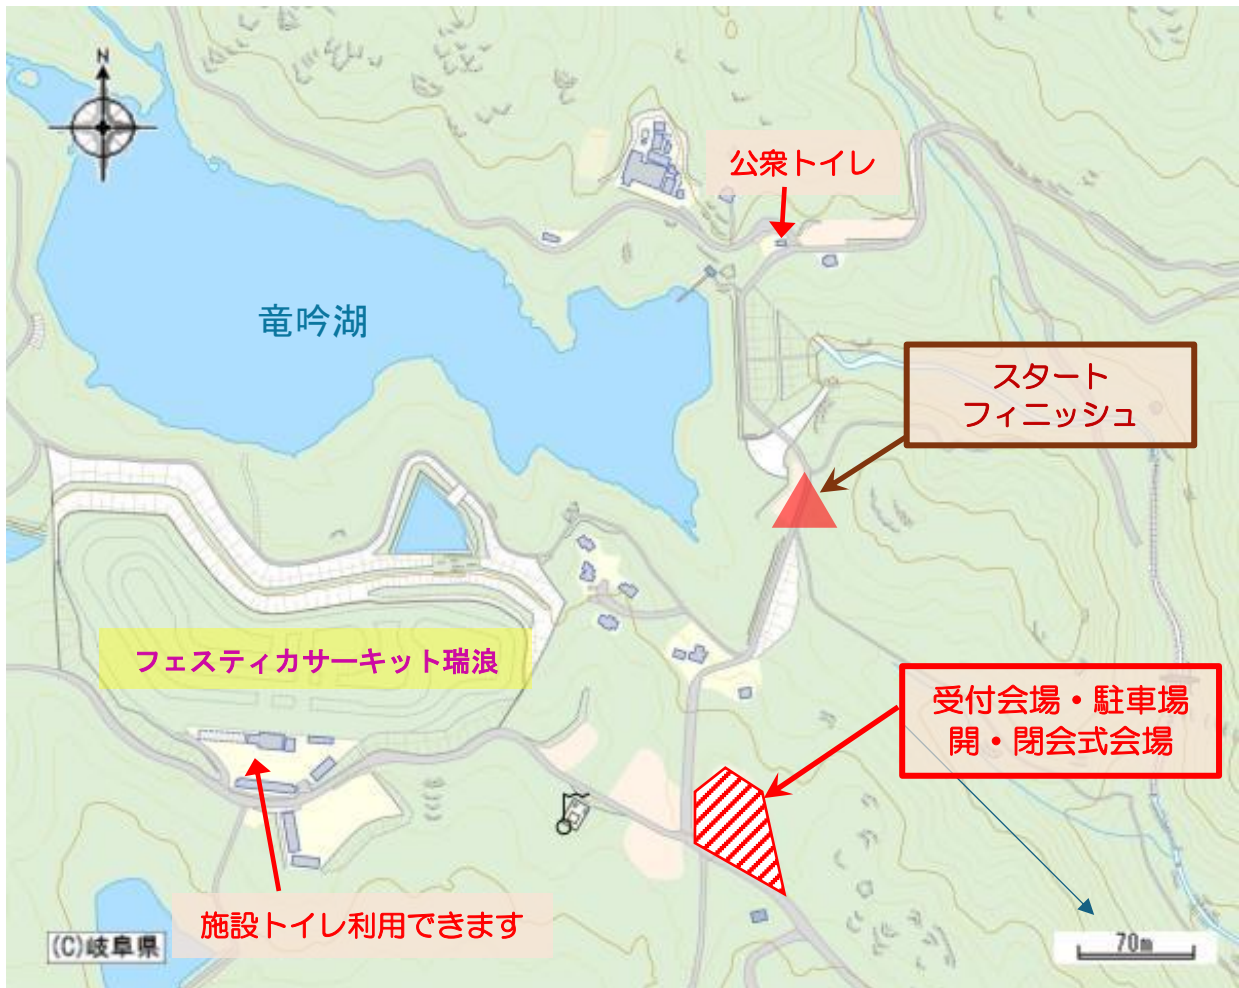 N
公衆トイレ
竜吟湖
スタート
フィニッシュ
フェスティカサーキット瑞浪
受付会場・駐車場
開・閉会式会場
施設トイレ利用できます
(C)岐阜県
70m